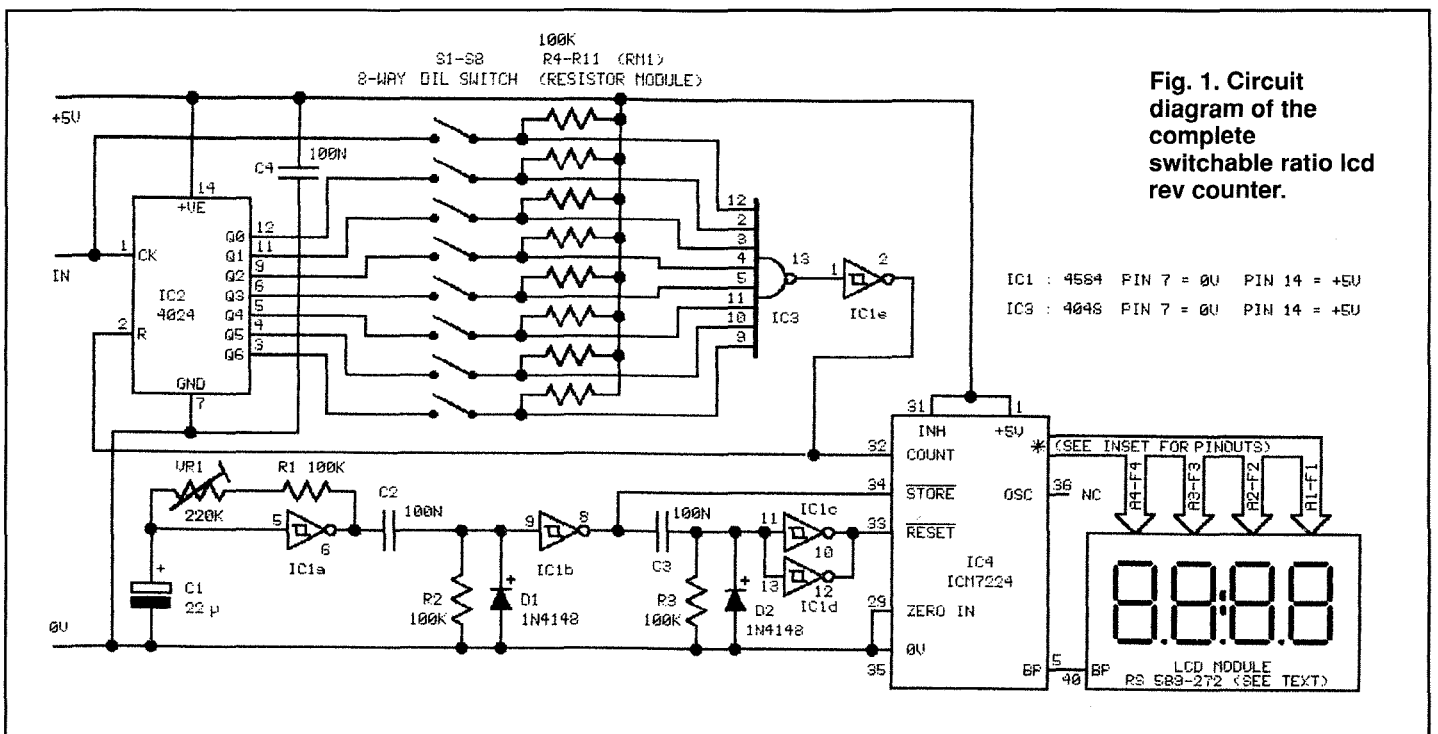 100K
S1-S8 R4-R11 (RM1)
8-WAY DIL SWITCH (RESISTOR MODULE)
Fig. 1. Circuit
diagram of the
complete
switchable ratio lcd
rev counter.
+5V
C4
100N
14
+VE
1
CK
IN
IC2
4024
2
R
GND
7
Q0
12
Q1
11
Q2
9
Q3
6
Q4
5
Q5
4
Q6
3
12
2
3
4
5
11
10
9
13
IC3
1
2
IC1e
IC1 : 4584 PIN 7 = 0V PIN 14 = +5V
IC3 : 4048 PIN 7 = 0V PIN 14 = +5V
31
1
INH
+5V
32
COUNT
34
STORE
33
RESET
29
ZERO IN
0V
35
* (SEE INSET FOR PINOUTS)
OSC
36
NC
IC4
ICM7224
BP
5
40
BP
A4-F4
A3-F3
A2-F2
A1-F1
8.8:8.8
LCD MODULE
RS 589-272 (SEE TEXT)
VR1
220K
R1 100K
5
6
IC1a
C1
+
22 µ
0V
C2
100N
R2
100K
+
D1
1N4148
9
8
IC1b
C3
100N
R3
100K
+
D2
1N4148
IC1c
11
10
13
12
IC1d